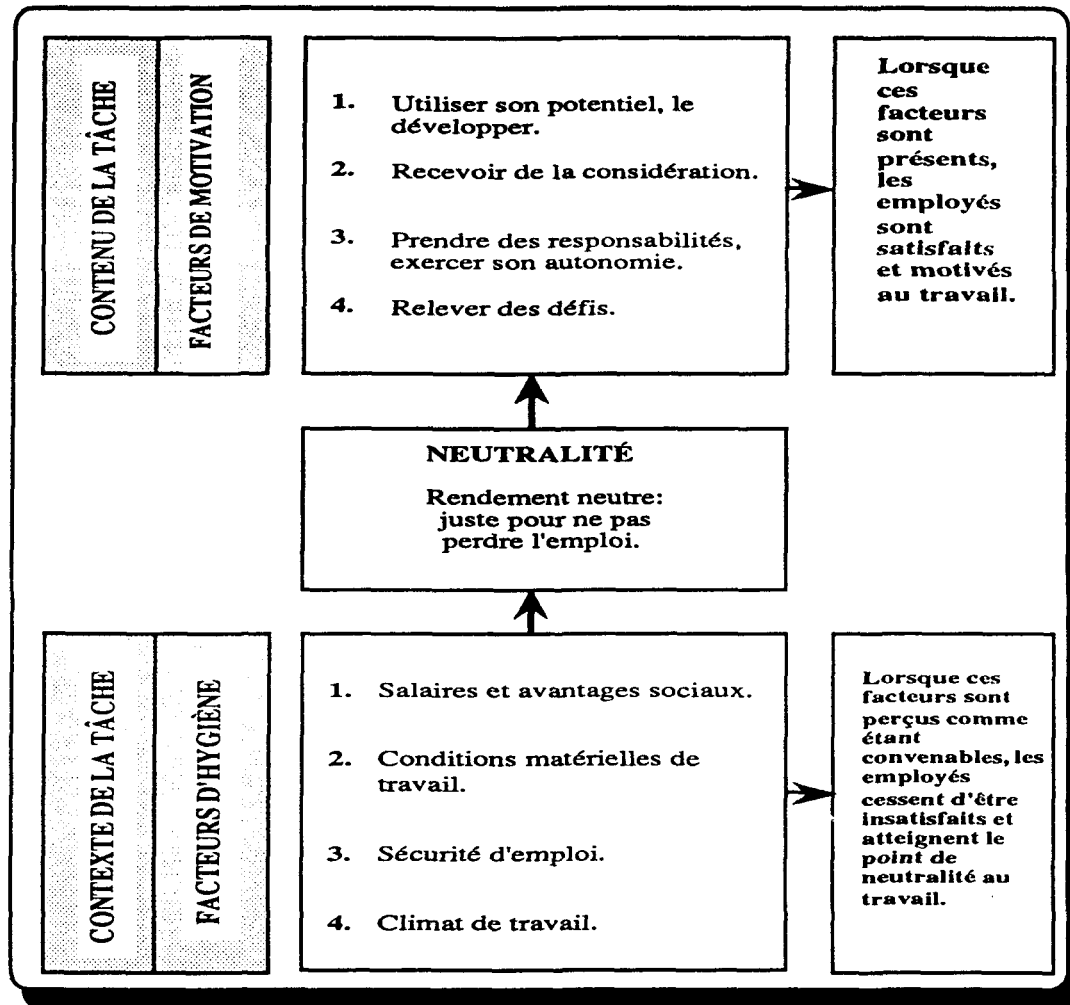 CONTENU DE LA TÂCHE
FACTEURS DE MOTIVATION
1. Utiliser son potentiel, le
développer.
2. Recevoir de la considération.
3. Prendre des responsabilités,
exercer son autonomie.
4. Relever des défis.
Lorsque
ces
facteurs
sont
présents,
les
employés
sont
satisfaits
et motivés
au travail.
NEUTRALITÉ
Rendement neutre:
juste pour ne pas
perdre l'emploi.
CONTEXTE DE LA TÂCHE
FACTEURS D'HYGIÈNE
1. Salaires et avantages sociaux.
2. Conditions matérielles de
travail.
3. Sécurité d'emploi.
4. Climat de travail.
Lorsque ces
facteurs sont
perçus comme
étant
convenables, les
employés
cessent d'être
insatisfaits et
atteignent le
point de
neutralité au
travail.